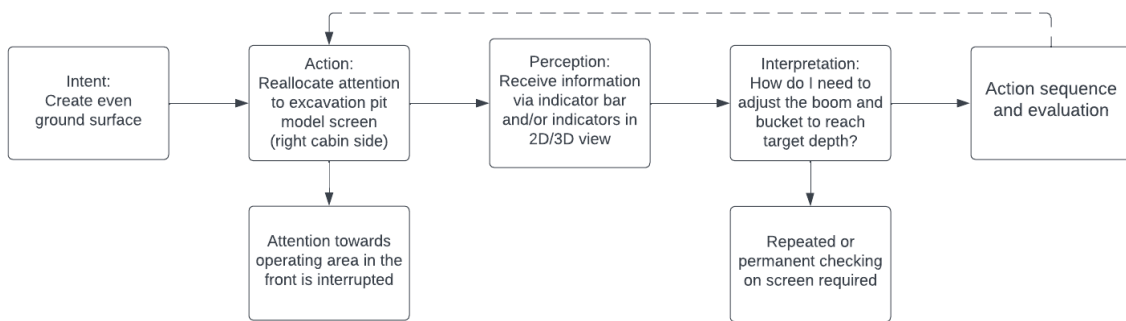 Intent:
Create even
ground surface
Action:
Reallocate attention
to excavation pit
model screen
(right cabin side)
Perception:
Receive information
via indicator bar
and/or indicators in
2D/3D view
Interpretation:
How do I need to
adjust the boom and
bucket to reach
target depth?
Action sequence
and evaluation
Attention towards
operating area in the
front is interrupted
Repeated or
permanent checking
on screen required